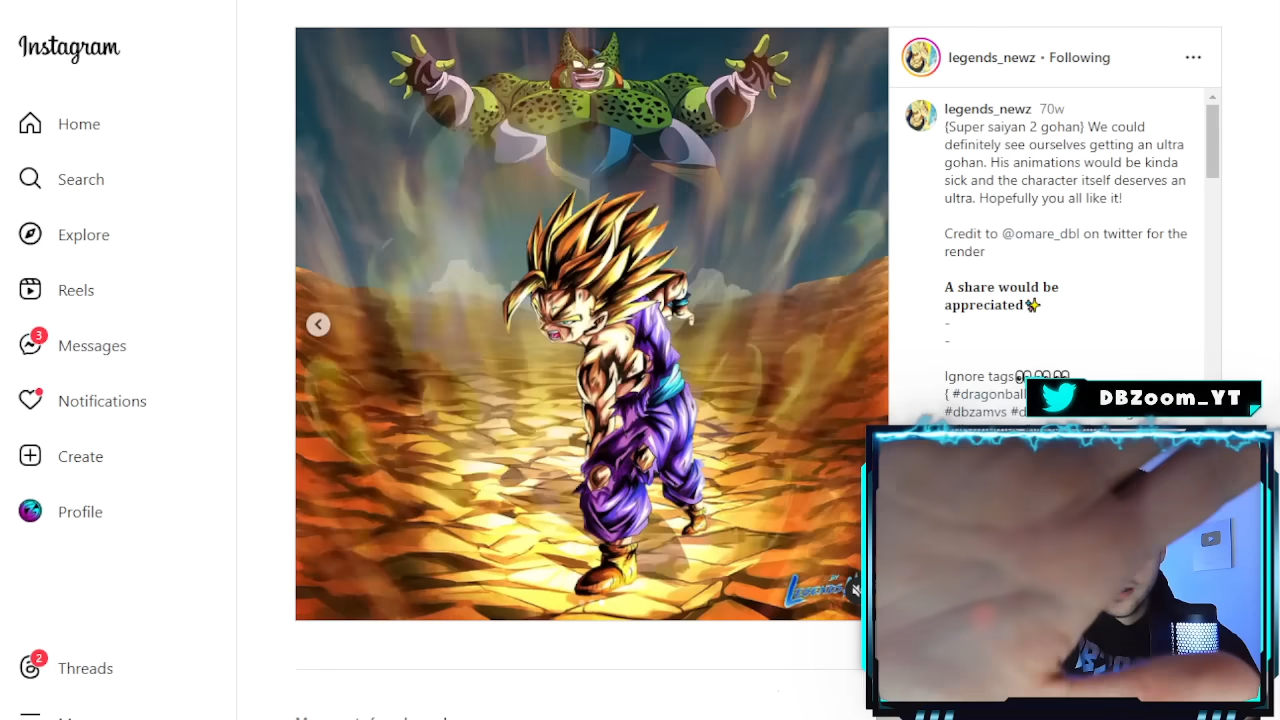 Instagram
Home
Search
Explore
Reels
3
Messages
Notifications
Create
Profile
2
Threads
LEGENDS
legends_newz • Following
legends_newz 70w
{Super saiyan 2 gohan} We could
definitely see ourselves getting an ultra
gohan. His animations would be kinda
sick and the character itself deserves an
ultra. Hopefully you all like it!
Credit to @omare_dbl on twitter for the
render
A share would be
appreciated✨
-
-
Ignore tags👀👀👀
{ #dragonball
#dbzamvs #d
DBZoom_YT